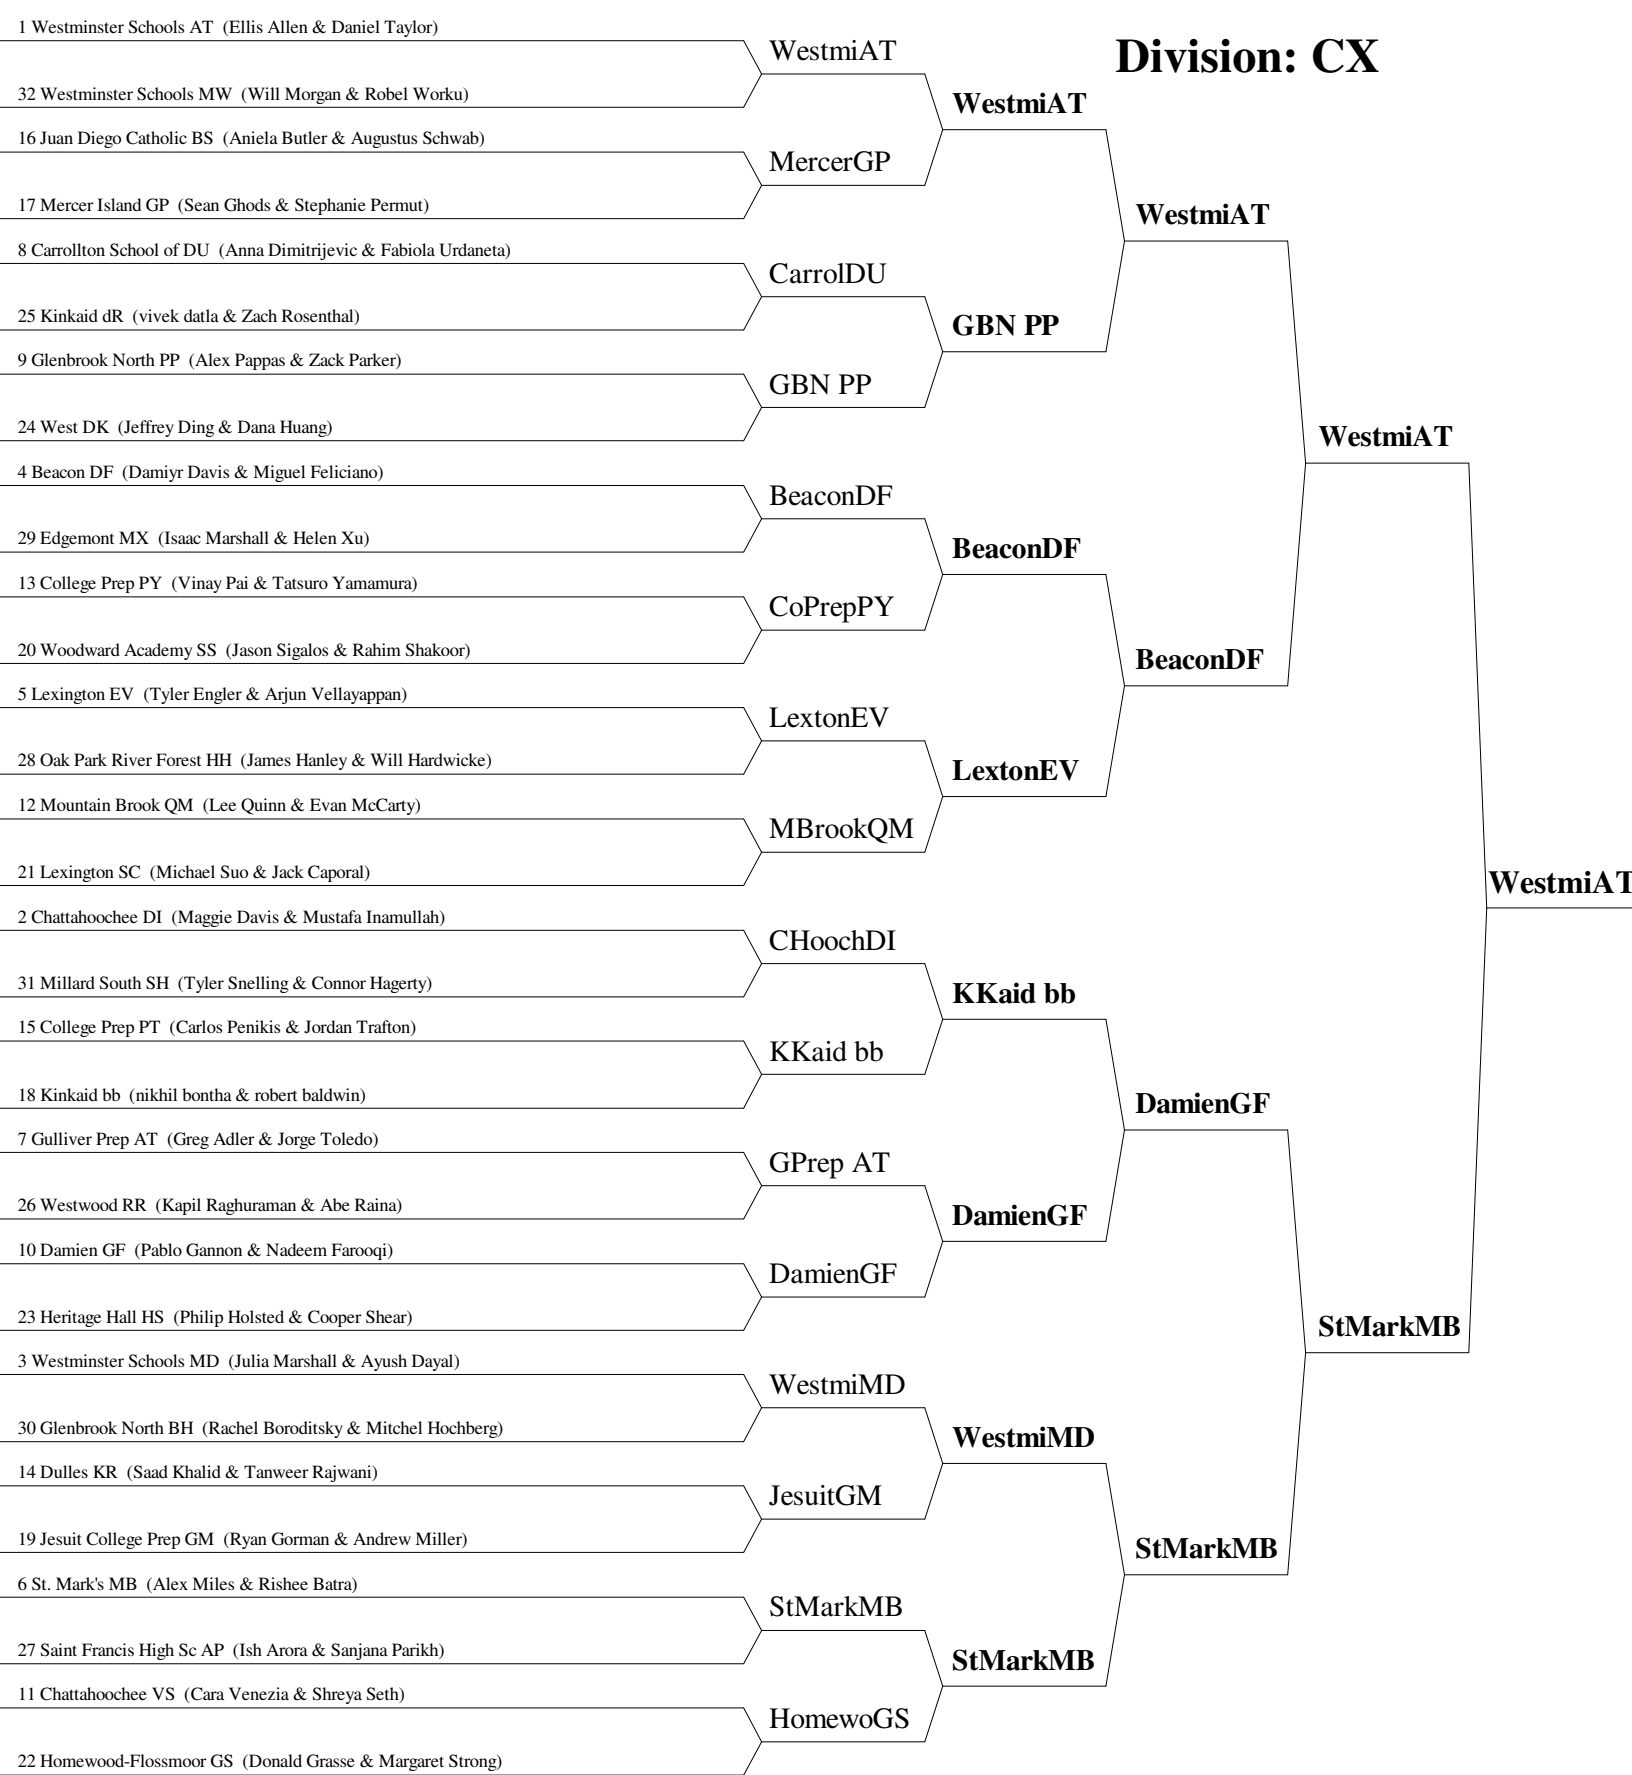 1 Westminster Schools AT (Ellis Allen & Daniel Taylor)
WestmiAT
Division: CX
32 Westminster Schools MW (Will Morgan & Robel Worku)
WestmiAT
16 Juan Diego Catholic BS (Aniela Butler & Augustus Schwab)
MercerGP
17 Mercer Island GP (Sean Ghods & Stephanie Permut)
WestmiAT
8 Carrollton School of DU (Anna Dimitrijevic & Fabiola Urdaneta)
CarrolDU
25 Kinkaid dR (vivek datla & Zach Rosenthal)
GBN PP
9 Glenbrook North PP (Alex Pappas & Zack Parker)
GBN PP
24 West DK (Jeffrey Ding & Dana Huang)
WestmiAT
4 Beacon DF (Damiyr Davis & Miguel Feliciano)
BeaconDF
29 Edgemont MX (Isaac Marshall & Helen Xu)
BeaconDF
13 College Prep PY (Vinay Pai & Tatsuro Yamamura)
CoPrepPY
20 Woodward Academy SS (Jason Sigalos & Rahim Shakoor)
BeaconDF
5 Lexington EV (Tyler Engler & Arjun Vellayappan)
LextonEV
28 Oak Park River Forest HH (James Hanley & Will Hardwicke)
LextonEV
12 Mountain Brook QM (Lee Quinn & Evan McCarty)
MBrookQM
21 Lexington SC (Michael Suo & Jack Caporal)
WestmiAT
2 Chattahoochee DI (Maggie Davis & Mustafa Inamullah)
CHoochDI
31 Millard South SH (Tyler Snelling & Connor Hagerty)
KKaid bb
15 College Prep PT (Carlos Penikis & Jordan Trafton)
KKaid bb
18 Kinkaid bb (nikhil bontha & robert baldwin)
DamienGF
7 Gulliver Prep AT (Greg Adler & Jorge Toledo)
GPrep AT
26 Westwood RR (Kapil Raghuraman & Abe Raina)
DamienGF
10 Damien GF (Pablo Gannon & Nadeem Farooqi)
DamienGF
23 Heritage Hall HS (Philip Holsted & Cooper Shear)
StMarkMB
3 Westminster Schools MD (Julia Marshall & Ayush Dayal)
WestmiMD
30 Glenbrook North BH (Rachel Boroditsky & Mitchel Hochberg)
WestmiMD
14 Dulles KR (Saad Khalid & Tanweer Rajwani)
JesuitGM
19 Jesuit College Prep GM (Ryan Gorman & Andrew Miller)
StMarkMB
6 St. Mark's MB (Alex Miles & Rishee Batra)
StMarkMB
27 Saint Francis High Sc AP (Ish Arora & Sanjana Parikh)
StMarkMB
11 Chattahoochee VS (Cara Venezia & Shreya Seth)
HomewoGS
22 Homewood-Flossmoor GS (Donald Grasse & Margaret Strong)